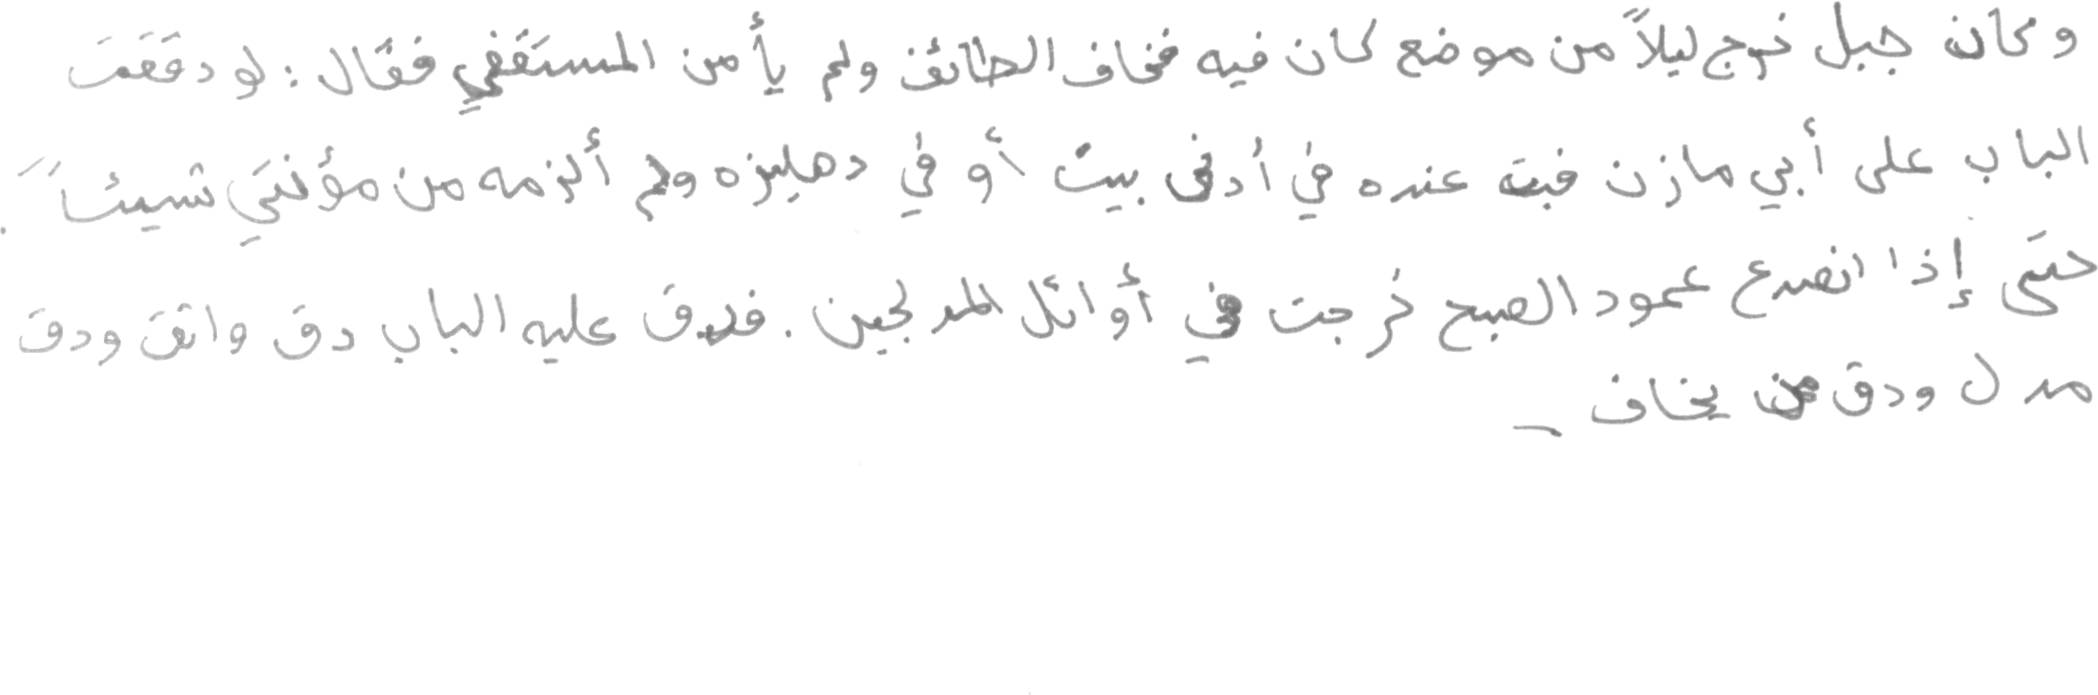 وكان جبل خرج ليلاً من موضع كان فيه فخاف الطائف ولم يأمن المستقفي فقال : لو دققت
الباب على أبي مازن فبت عنده في أدنى بيت أو في دهليزه ولم ألزمه من مؤنتي شيئاً .
حتى إذا انصدع عمود الصبح خرجت في أوائل المدلجين . فدق عليه الباب دق واثق ودق
مدل ودق من يخاف _